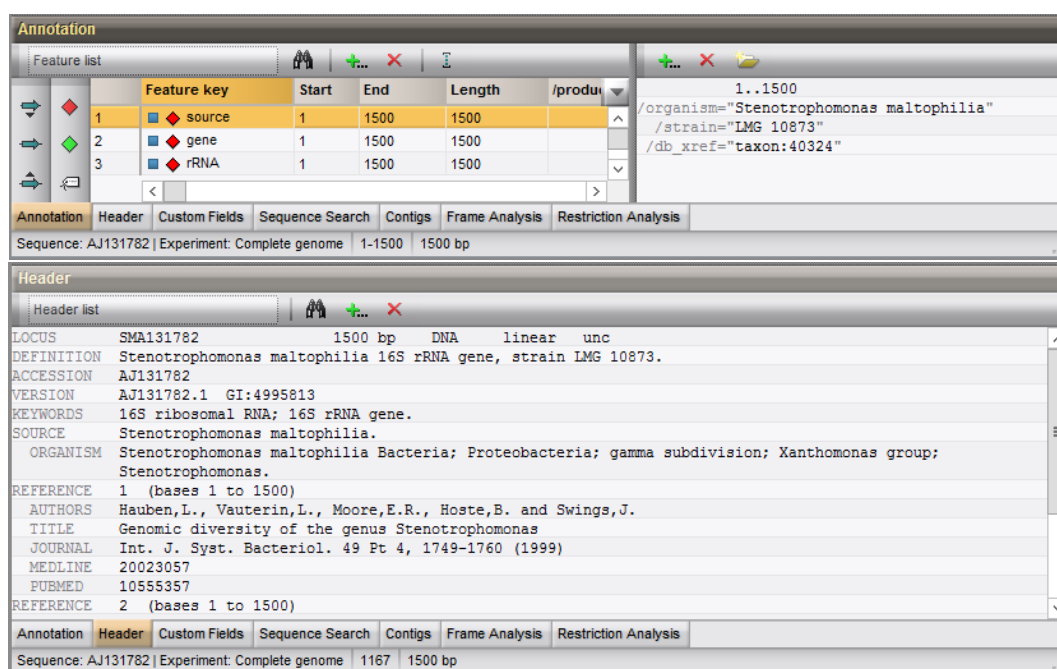 Annotation
Feature list
Feature key Start End Length /produ
1 source 1 1500 1500
2 gene 1 1500 1500
3 rRNA 1 1500 1500
1..1500
/organism="Stenotrophomonas maltophilia"
/strain="LMG 10873"
/db_xref="taxon:40324"
Annotation Header Custom Fields Sequence Search Contigs Frame Analysis Restriction Analysis
Sequence: AJ131782 | Experiment: Complete genome 1-1500 1500 bp
Header
Header list
LOCUS SMA131782 1500 bp DNA linear unc
DEFINITION Stenotrophomonas maltophilia 16S rRNA gene, strain LMG 10873.
ACCESSION AJ131782
VERSION AJ131782.1 GI:4995813
KEYWORDS 16S ribosomal RNA; 16S rRNA gene.
SOURCE Stenotrophomonas maltophilia.
ORGANISM Stenotrophomonas maltophilia Bacteria; Proteobacteria; gamma subdivision; Xanthomonas group;
Stenotrophomonas.
REFERENCE 1 (bases 1 to 1500)
AUTHORS Hauben,L., Vauterin,L., Moore,E.R., Hoste,B. and Swings,J.
TITLE Genomic diversity of the genus Stenotrophomonas
JOURNAL Int. J. Syst. Bacteriol. 49 Pt 4, 1749-1760 (1999)
MEDLINE 20023057
PUBMED 10555357
REFERENCE 2 (bases 1 to 1500)
Annotation Header Custom Fields Sequence Search Contigs Frame Analysis Restriction Analysis
Sequence: AJ131782 | Experiment: Complete genome 1167 1500 bp